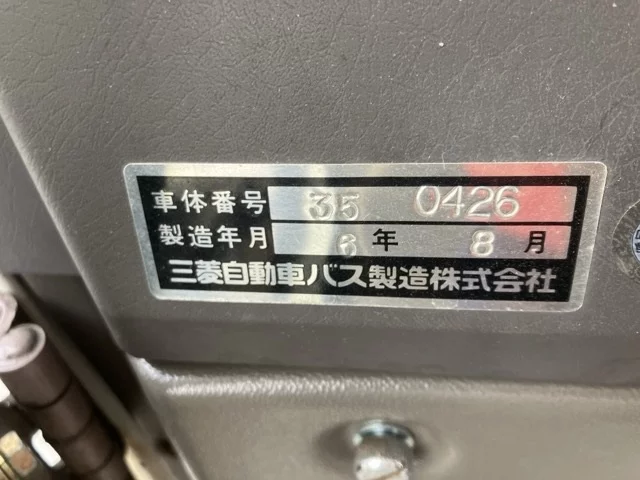 車体番号 35 0426
製造年月 6年 8月
三菱自動車バス製造株式会社